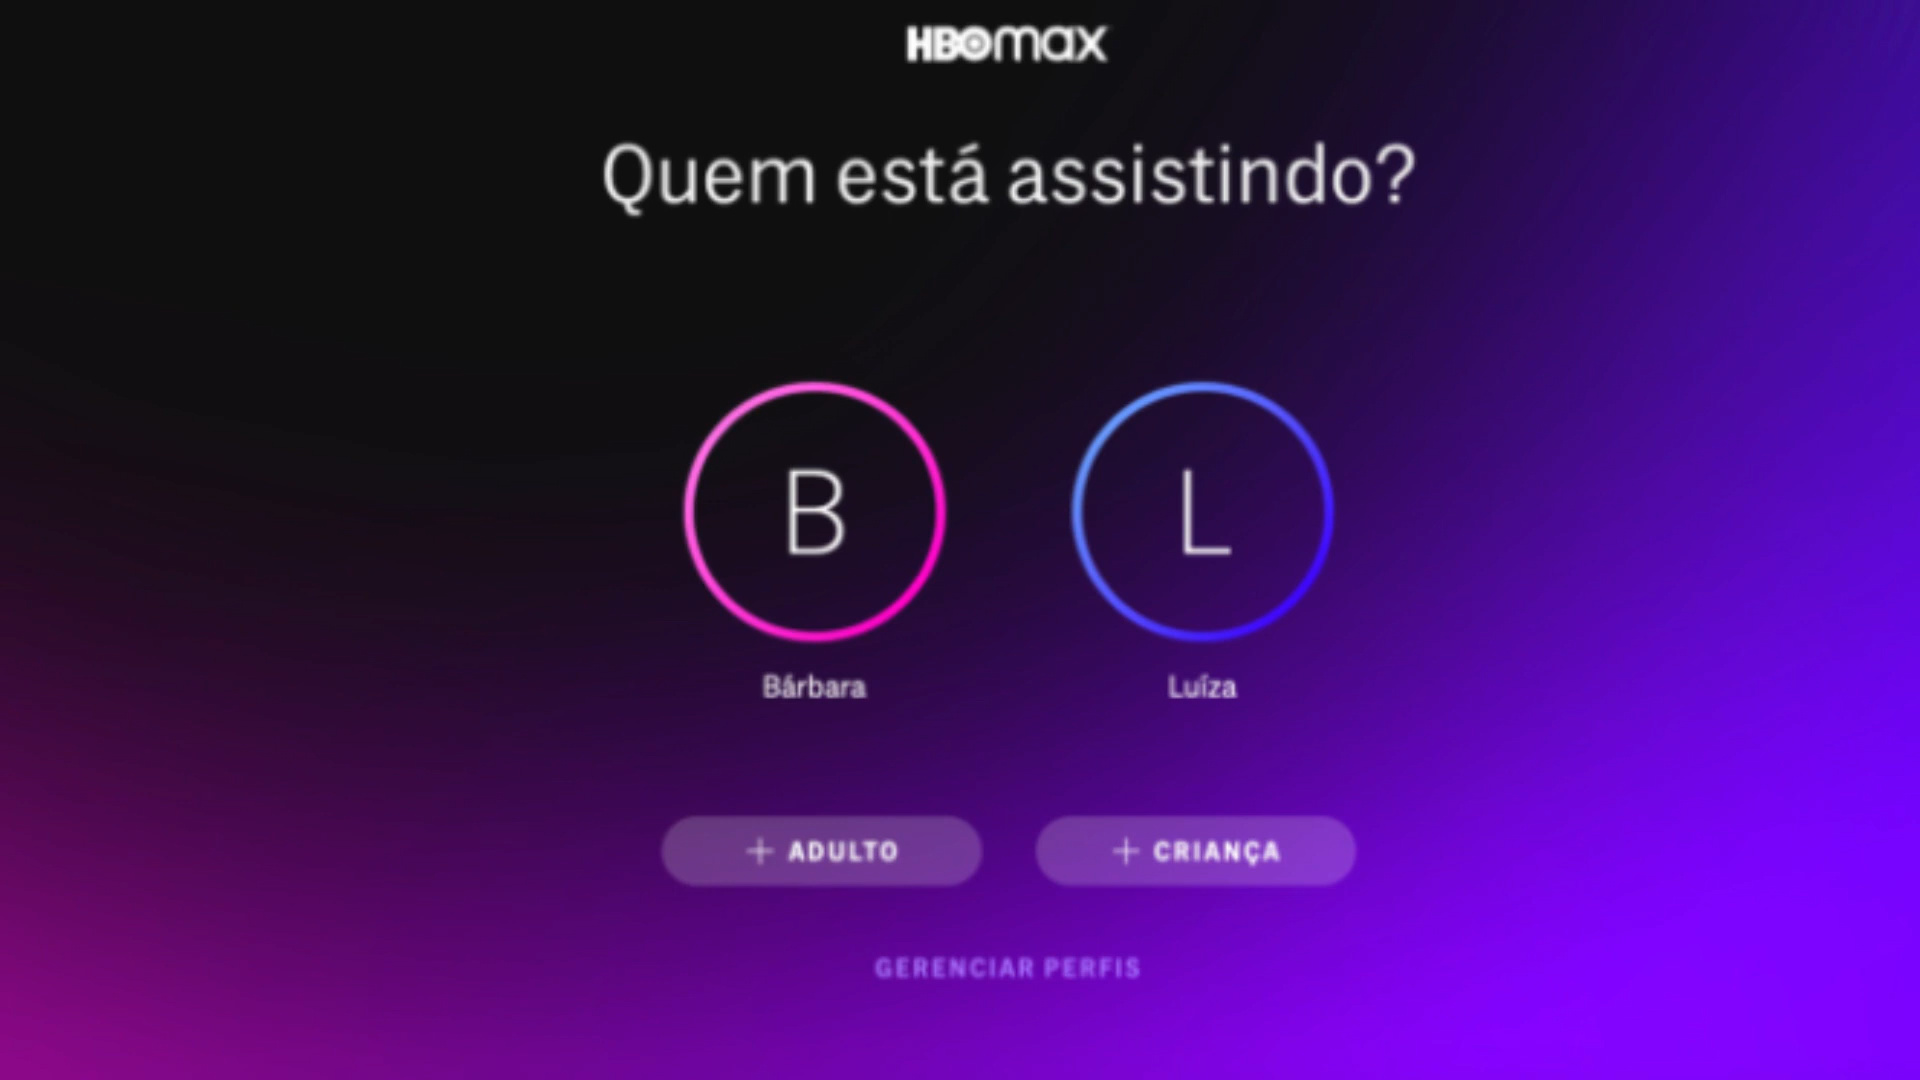 HBOmax
Quem está assistindo?
B
L
Bárbara
Luíza
+ ADULTO
+ CRIANÇA
GERENCIAR PERFIS